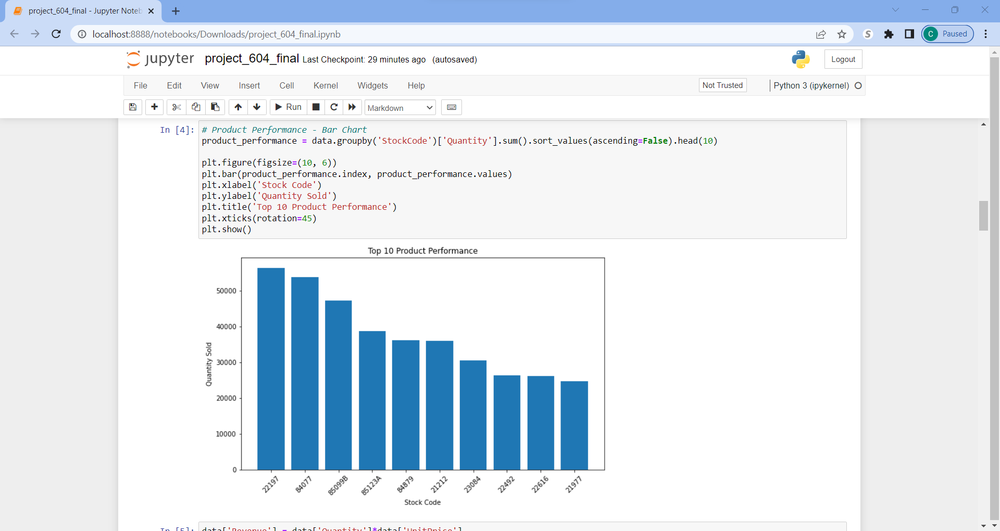 project_604_final - Jupyter Noteb
localhost:8888/notebooks/Downloads/project_604_final.ipynb
S
C Paused
jupyter project_604_final Last Checkpoint: 29 minutes ago (autosaved)
Logout
File Edit View Insert Cell Kernel Widgets Help
Not Trusted
Python 3 (ipykernel)
Run
Markdown
In [4]:
# Product Performance - Bar Chart
product_performance = data.groupby('StockCode')['Quantity'].sum().sort_values(ascending=False).head(10)
plt.figure(figsize=(10, 6))
plt.bar(product_performance.index, product_performance.values)
plt.xlabel('Stock Code')
plt.ylabel('Quantity Sold')
plt.title('Top 10 Product Performance')
plt.xticks(rotation=45)
plt.show()
Top 10 Product Performance
50000
40000
30000
20000
10000
0
Quantity Sold
22197 84077 85099B 85123A 84879 21212 23084 22492 22616 21977
Stock Code
In [5]:
data['Revenue'] = data['Quantity']*data['UnitPrice']